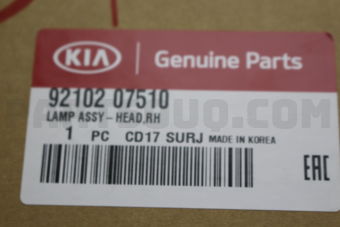 KIA Genuine Parts
92102 07510
LAMP ASSY-HEAD,RH
1 PC CD17 SURJ MADE IN KOREA
EAC